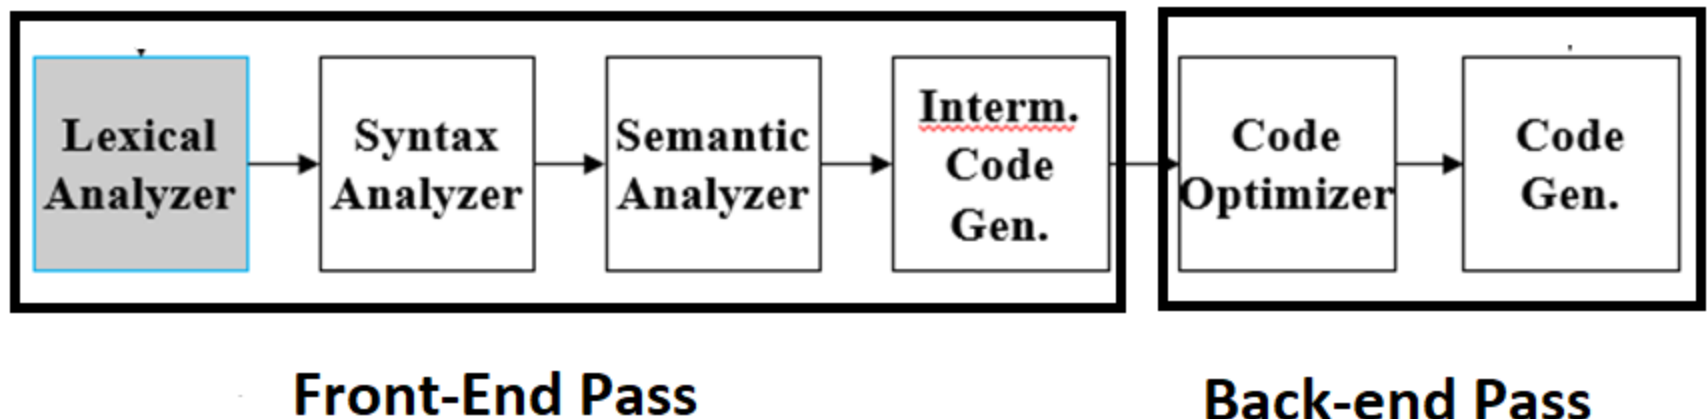 Lexical
Analyzer
Syntax
Analyzer
Semantic
Analyzer
Interm.
Code
Gen.
Code
Optimizer
Code
Gen.
Front-End Pass
Back-end Pass